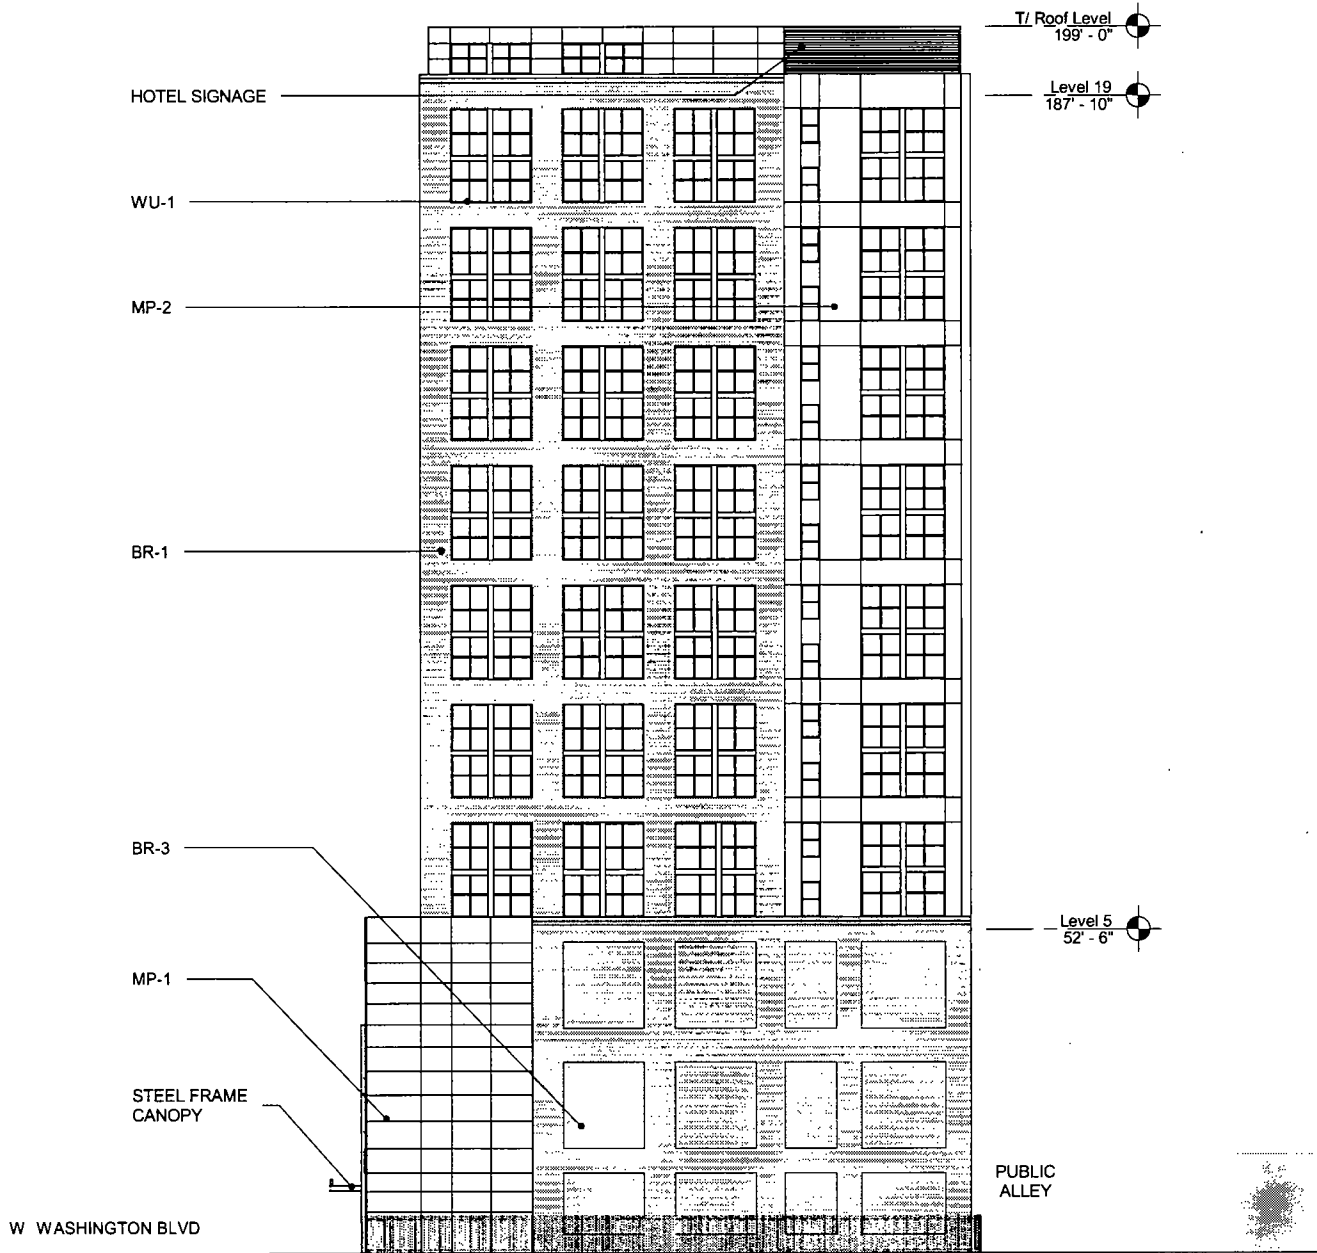 T/ Roof Level
199' - 0"
Level 19
187' - 10"
HOTEL SIGNAGE
WU-1
MP-2
BR-1
BR-3
Level 5
52' - 6"
MP-1
STEEL FRAME
CANOPY
PUBLIC
ALLEY
W WASHINGTON BLVD